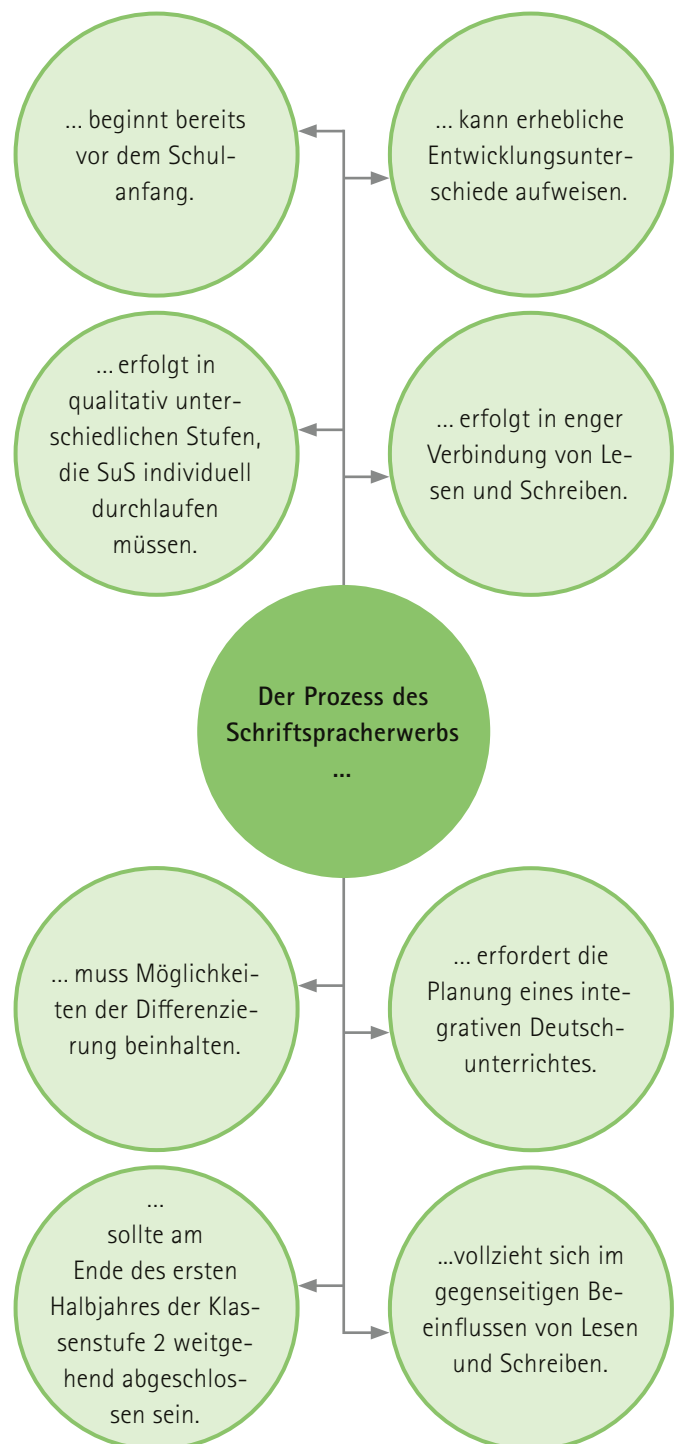 ... beginnt bereits
vor dem Schul-
anfang.
... kann erhebliche
Entwicklungsunter-
schiede aufweisen.
... erfolgt in
qualitativ unter-
schiedlichen Stufen,
die SuS individuell
durchlaufen
müssen.
... erfolgt in enger
Verbindung von Le-
sen und Schreiben.
Der Prozess des
Schriftspracherwerbs
...
... muss Möglichkei-
ten der Differenzie-
rung beinhalten.
... erfordert die
Planung eines inte-
grativen Deutsch-
unterrichtes.
...
sollte am
Ende des ersten
Halbjahres der Klas-
senstufe 2 weitge-
hend abgeschlos-
sen sein.
...vollzieht sich im
gegenseitigen Be-
einflussen von Lesen
und Schreiben.